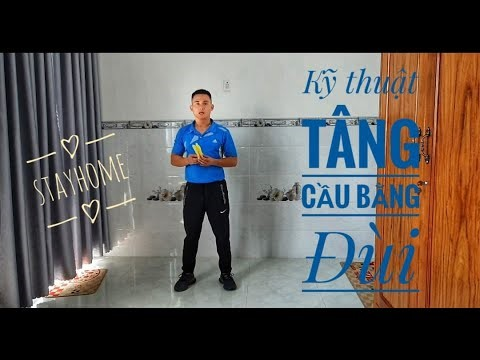 STAYHOME
Kỹ thuật
TÂNG
CẦU BẰNG
Đùi